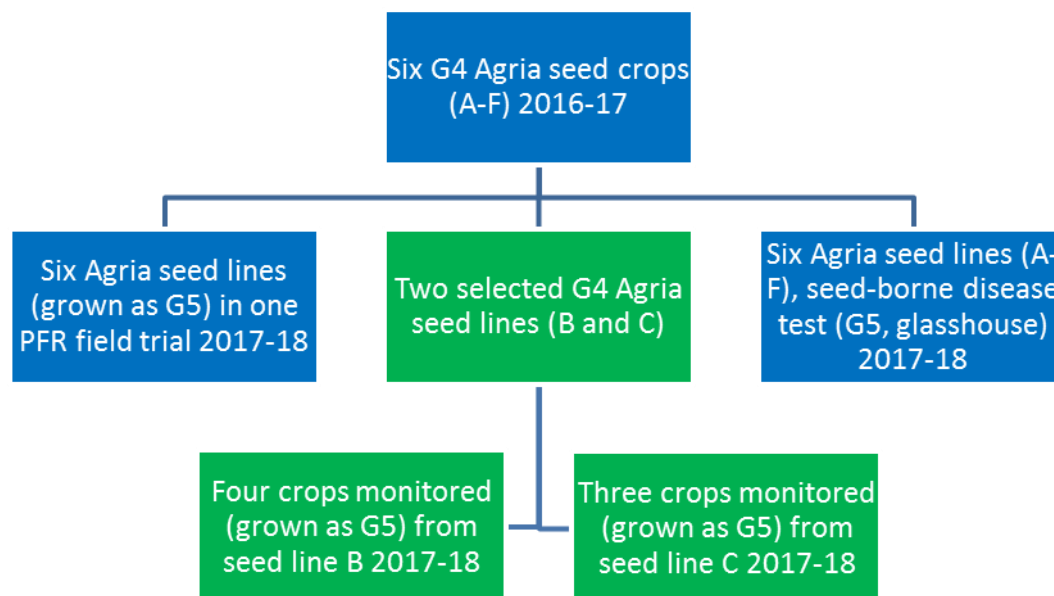 Six G4 Agria seed crops
(A-F) 2016-17
Six Agria seed lines
(grown as G5) in one
PFR field trial 2017-18
Two selected G4 Agria
seed lines (B and C)
Six Agria seed lines (A-
F), seed-borne disease
test (G5, glasshouse)
2017-18
Four crops monitored
(grown as G5) from
seed line B 2017-18
Three crops monitored
(grown as G5) from
seed line C 2017-18